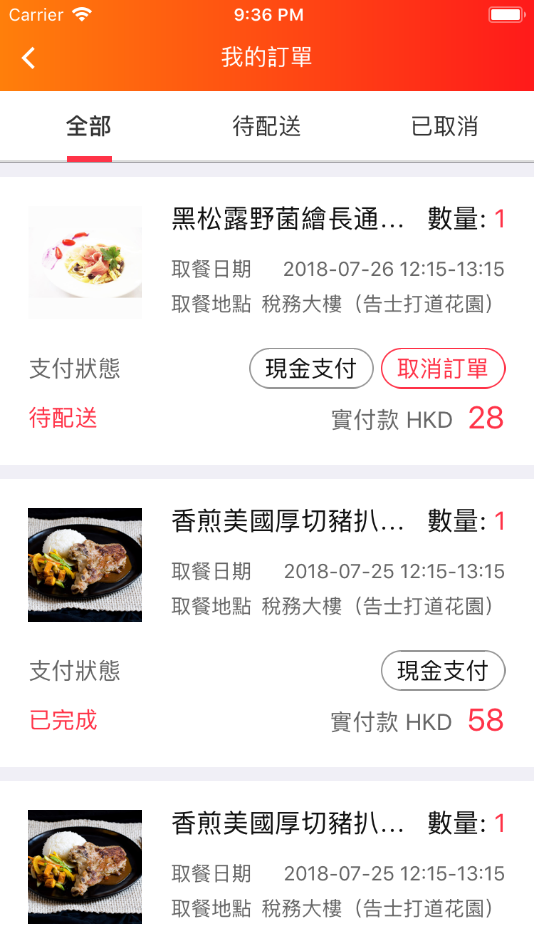 Carrier 9:36 PM
我的訂單
全部 待配送 已取消
黑松露野菌繪長通... 數量: 1
取餐日期 2018-07-26 12:15-13:15
取餐地點 稅務大樓（告士打道花園）
支付狀態 現金支付 取消訂單
待配送 實付款 HKD 28
香煎美國厚切豬扒... 數量: 1
取餐日期 2018-07-25 12:15-13:15
取餐地點 稅務大樓（告士打道花園）
支付狀態 現金支付
已完成 實付款 HKD 58
香煎美國厚切豬扒... 數量: 1
取餐日期 2018-07-25 12:15-13:15
取餐地點 稅務大樓（告士打道花園）